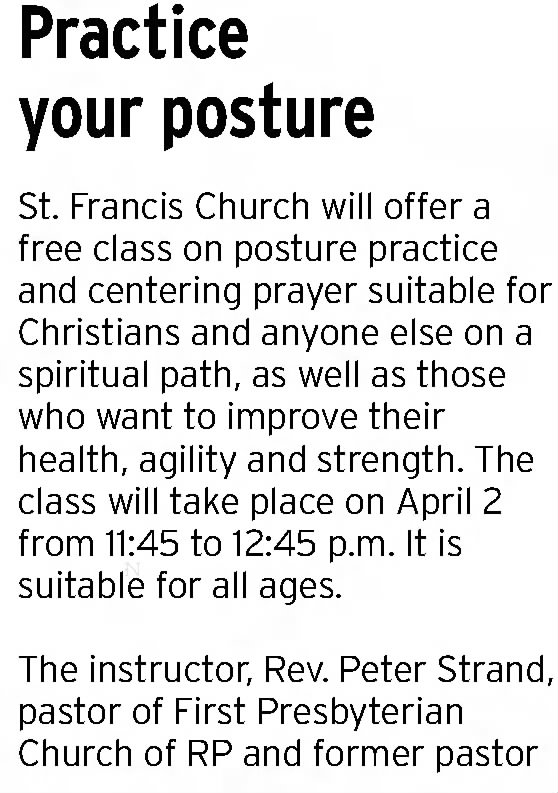 Practice
your posture
St. Francis Church will offer a
free class on posture practice
and centering prayer suitable for
Christians and anyone else on a
spiritual path, as well as those
who want to improve their
health, agility and strength. The
class will take place on April 2
from 11:45 to 12:45 p.m. It is
suitable for all ages.
The instructor, Rev. Peter Strand,
pastor of First Presbyterian
Church of RP and former pastor